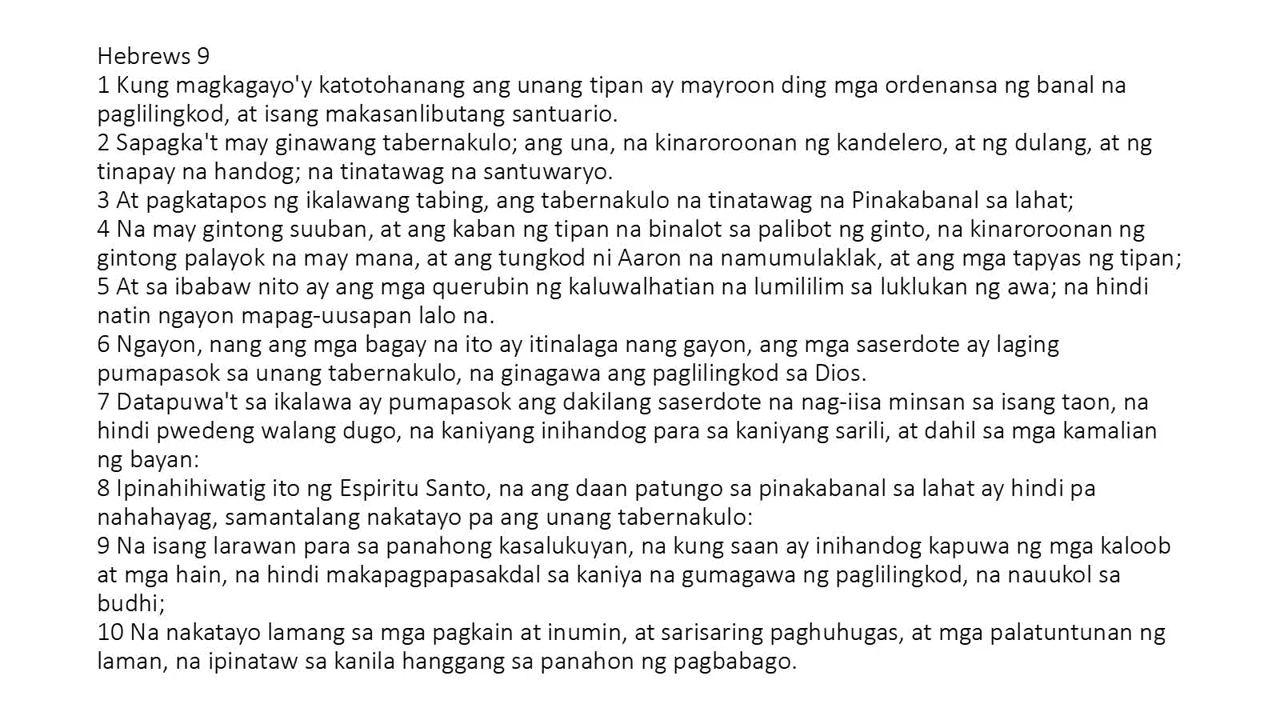 Hebrews 9
1 Kung magkagayo'y katotohanang ang unang tipan ay mayroon ding mga ordenansa ng banal na
paglilingkod, at isang makasanlibutang santuario.
2 Sapagka't may ginawang tabernakulo; ang una, na kinaroroonan ng kandelero, at ng dulang, at ng
tinapay na handog; na tinatawag na santuwaryo.
3 At pagkatapos ng ikalawang tabing, ang tabernakulo na tinatawag na Pinakabanal sa lahat;
4 Na may gintong suuban, at ang kaban ng tipan na binalot sa palibot ng ginto, na kinaroroonan ng
gintong palayok na may mana, at ang tungkod ni Aaron na namumulaklak, at ang mga tapyas ng tipan;
5 At sa ibabaw nito ay ang mga querubin ng kaluwalhatian na lumililim sa luklukan ng awa; na hindi
natin ngayon mapag-uusapan lalo na.
6 Ngayon, nang ang mga bagay na ito ay itinalaga nang gayon, ang mga saserdote ay laging
pumapasok sa unang tabernakulo, na ginagawa ang paglilingkod sa Dios.
7 Datapuwa't sa ikalawa ay pumapasok ang dakilang saserdote na nag-iisa minsan sa isang taon, na
hindi pwedeng walang dugo, na kaniyang inihandog para sa kaniyang sarili, at dahil sa mga kamalian
ng bayan:
8 Ipinahihiwatig ito ng Espiritu Santo, na ang daan patungo sa pinakabanal sa lahat ay hindi pa
nahahayag, samantalang nakatayo pa ang unang tabernakulo:
9 Na isang larawan para sa panahong kasalukuyan, na kung saan ay inihandog kapuwa ng mga kaloob
at mga hain, na hindi makapagpapasakdal sa kaniya na gumagawa ng paglilingkod, na nauukol sa
budhi;
10 Na nakatayo lamang sa mga pagkain at inumin, at sarisaring paghuhugas, at mga palatuntunan ng
laman, na ipinataw sa kanila hanggang sa panahon ng pagbabago.